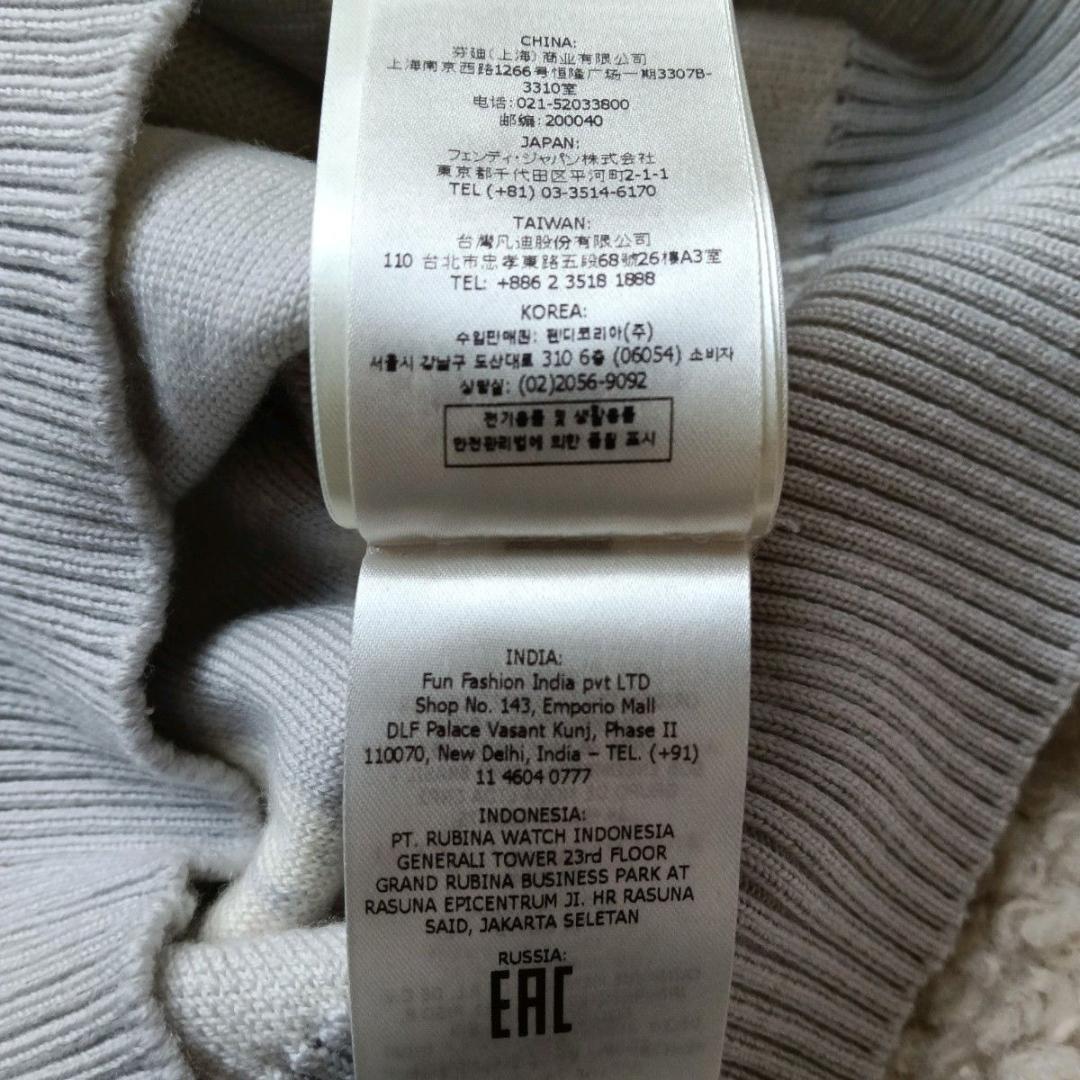 CHINA:
芬迪(上海)商业有限公司
上海南京西路1266号恒隆广场一期3307B-
3310室
电话:021-52033800
邮编:200040
JAPAN:
フェンディ・ジャパン株式会社
東京都千代田区平河町2-1-1
TEL (+81) 03-3514-6170
TAIWAN:
台灣凡迪股份有限公司
110 台北市忠孝東路五段68號26樓A3室
TEL: +886 2 3518 1888
KOREA:
수입판매원: 펜디코리아(주)
서울시 강남구 도산대로 310 6층 (06054) 소비자
상담실: (02)2056-9092
전기용품 및 생활용품
안전관리법에 의한 품질 표시
INDIA:
Fun Fashion India pvt LTD
Shop No. 143, Emporio Mall
DLF Palace Vasant Kunj, Phase II
110070, New Delhi, India – TEL. (+91)
11 4604 0777
INDONESIA:
PT. RUBINA WATCH INDONESIA
GENERALI TOWER 23rd FLOOR
GRAND RUBINA BUSINESS PARK AT
RASUNA EPICENTRUM JI. HR RASUNA
SAID, JAKARTA SELETAN
RUSSIA:
EAC